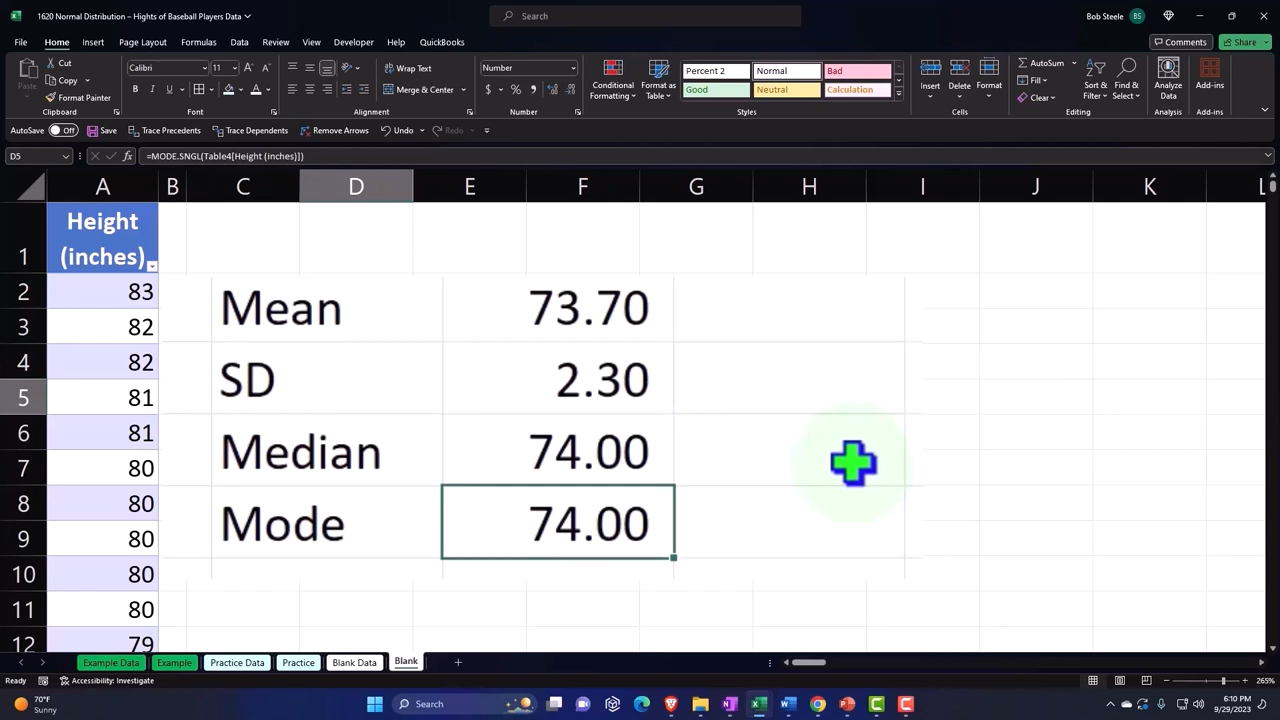 1620 Normal Distribution – Hights of Baseball Players Data
Search
Bob Steele BS
File Home Insert Page Layout Formulas Data Review View Developer Help QuickBooks Comments Share
Paste Cut Copy Format Painter Clipboard
Calibri 11 Font
Wrap Text Merge & Center Alignment
Number Number
Conditional Formatting Format as Table
Percent 2 Normal Bad
Good Neutral Calculation
Styles
Insert Delete Format Cells
AutoSum Fill Clear Sort & Filter Find & Select Editing
Analyze Data Analysis
Add-ins Add-ins
AutoSave Off Save Trace Precedents Trace Dependents Remove Arrows Undo Redo
D5 fx =MODE.SNGL(Table4[Height (inches)])
A B C D E F G H I J K L
1 Height (inches)
2 83
3 82
4 82
5 81
6 81
7 80
8 80
9 80
10 80
11 80
12 79
Mean 73.70
SD 2.30
Median 74.00
Mode 74.00
Example Data Example Practice Data Practice Blank Data Blank
Ready Accessibility: Investigate 265%
70°F
Sunny
Search
6:10 PM
9/29/2023